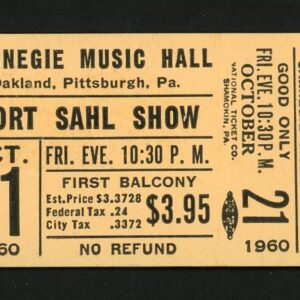 NEGIE MUSIC HALL
Oakland, Pittsburgh, Pa.
ORT SAHL SHOW
CT.
FRI. EVE. 10:30 P. M.
1
FIRST BALCONY
Est.Price $3.3728
Federal Tax .24
City Tax .3372
$3.95
60
NO REFUND
NATIONAL TICKET CO.
SHAMOKIN, PA.
GOOD ONLY
FRI. EVE. 10:30 P.M.
OCTOBER
21
1960